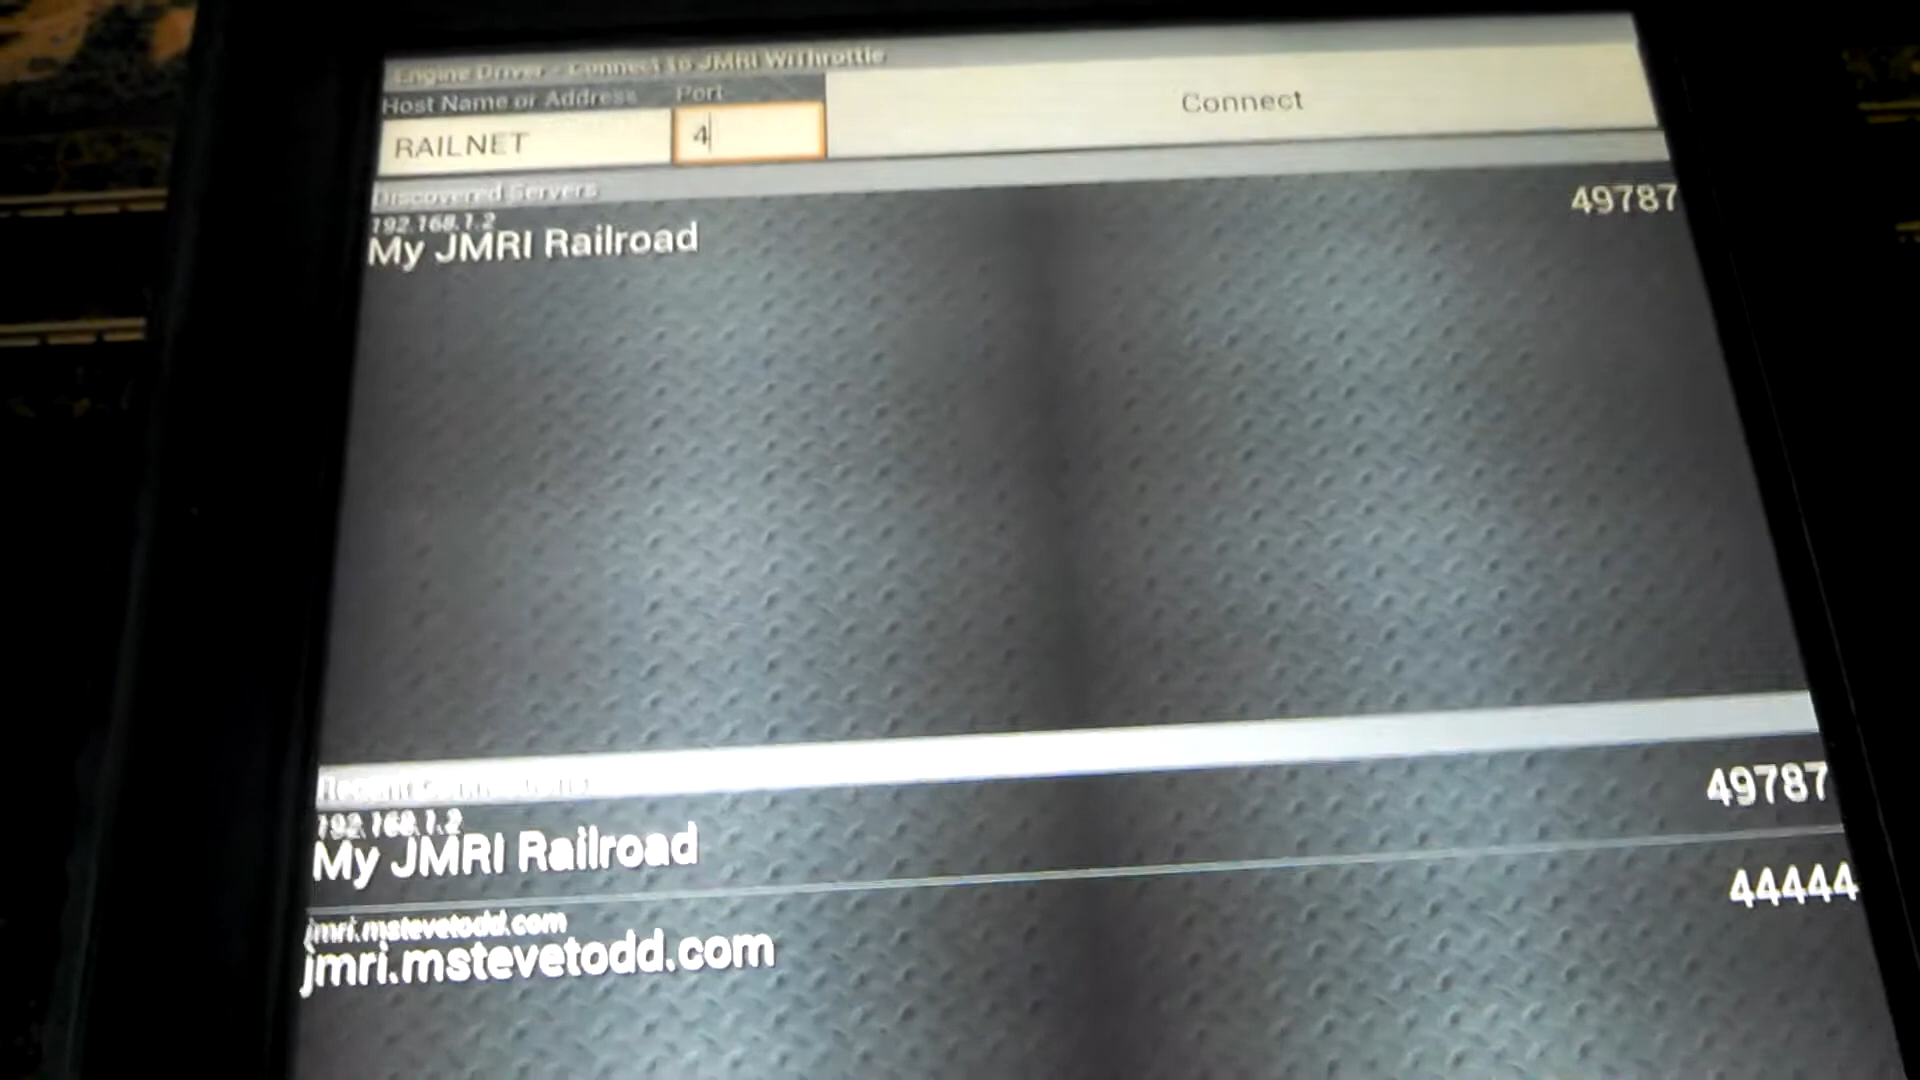 Engine Driver - Connect to JMRI WiThrottle
Host Name or Address Port
RAILNET 4 Connect
Discovered Servers
192.168.1.2
My JMRI Railroad 49787
Recent Connections
192.168.1.2
My JMRI Railroad 49787
jmri.mstevetodd.com
jmri.mstevetodd.com 44444